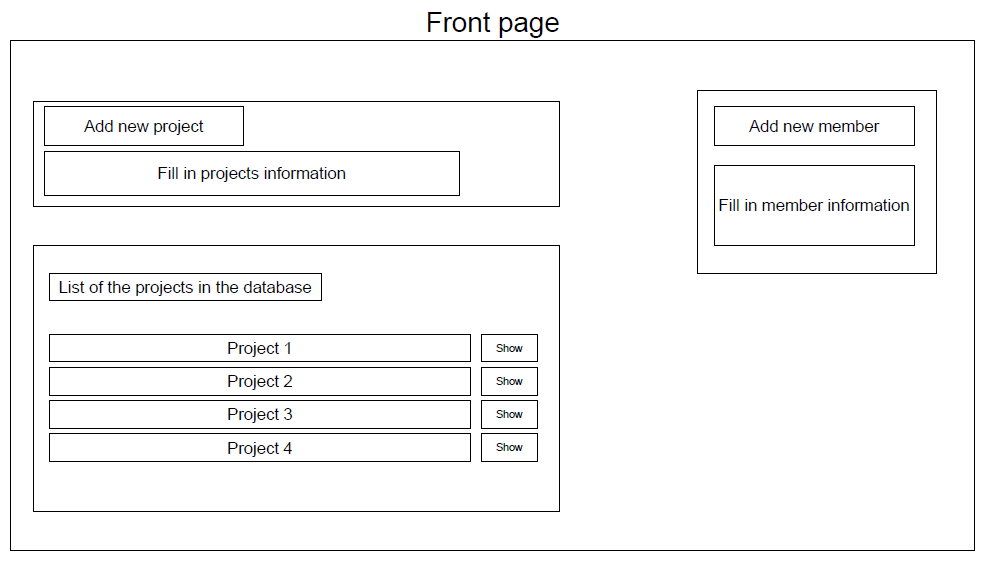 Front page
Add new project
Fill in projects information
Add new member
Fill in member information
List of the projects in the database
Project 1
Show
Project 2
Show
Project 3
Show
Project 4
Show